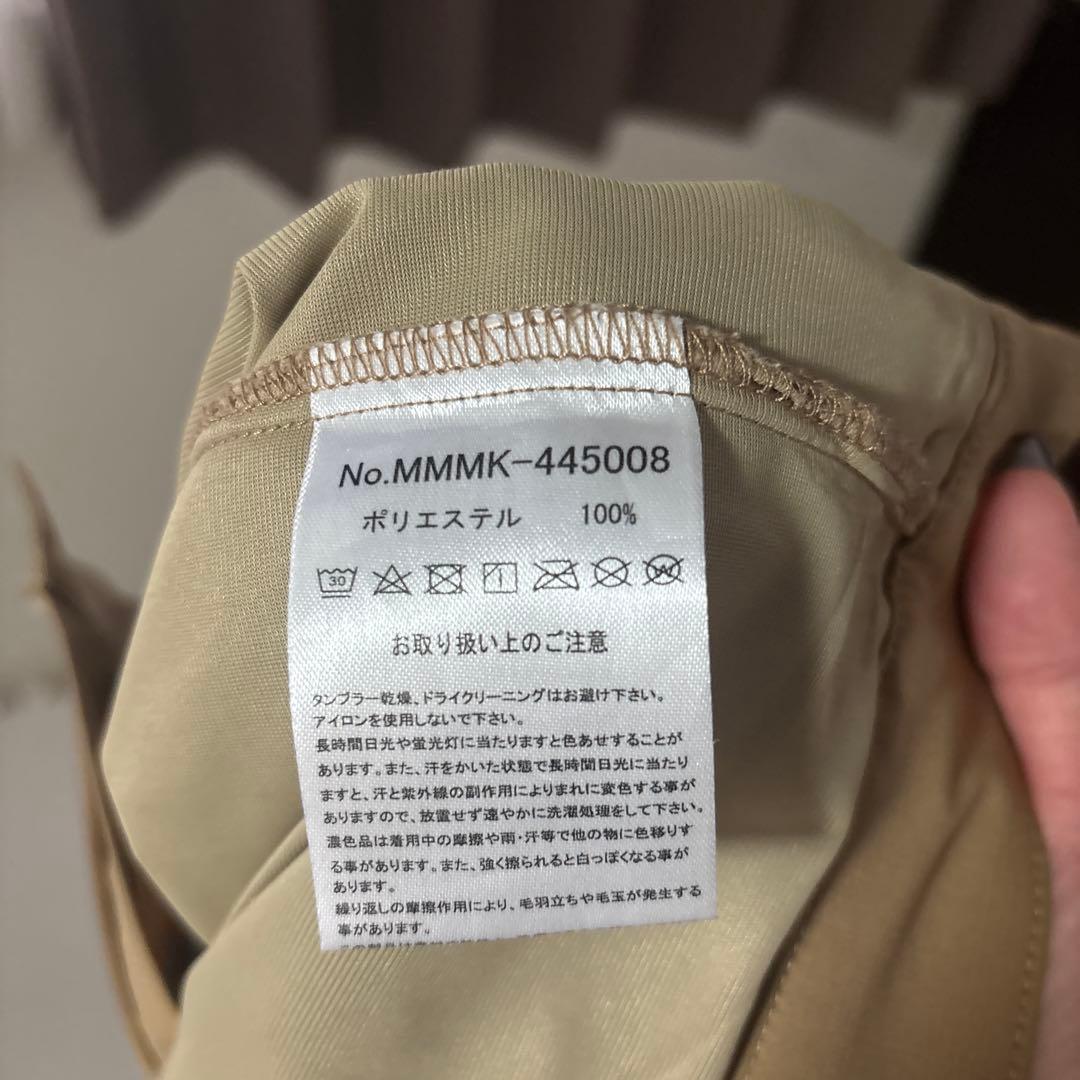 No.MMMK-445008
ポリエステル 100%
30
W
お取り扱い上のご注意
タンブラー乾燥、ドライクリーニングはお避け下さい。
アイロンを使用しないで下さい。
長時間日光や蛍光灯に当たりますと色あせすることが
あります。また、汗をかいた状態で長時間日光に当たり
ますと、汗と紫外線の副作用によりまれに変色する事が
ありますので、放置せず速やかに洗濯処理をして下さい。
濃色品は着用中の摩擦や雨・汗等で他の物に色移りす
る事があります。また、強く擦られると白っぽくなる事が
あります。
繰り返しの摩擦作用により、毛羽立ちや毛玉が発生する
事があります。